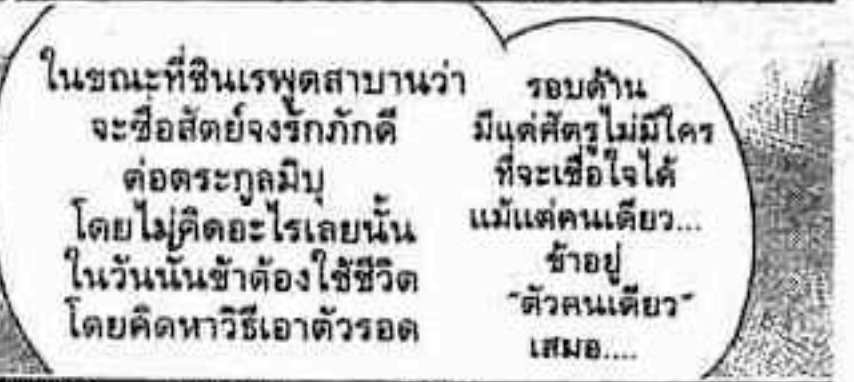 รอบด้าน
มีแต่ศัตรูไม่มีใคร
ที่จะเชื่อใจได้
แม้แต่คนเดียว...
ข้าอยู่
"ตัวคนเดียว"
เสมอ....
ในขณะที่ชินเรพูดสาบานว่า
จะซื่อสัตย์จงรักภักดี
ต่อตระกูลมิบุ
โดยไม่คิดอะไรเลยนั้น
ในวันนั้นข้าต้องใช้ชีวิต
โดยคิดหาวิธีเอาตัวรอด